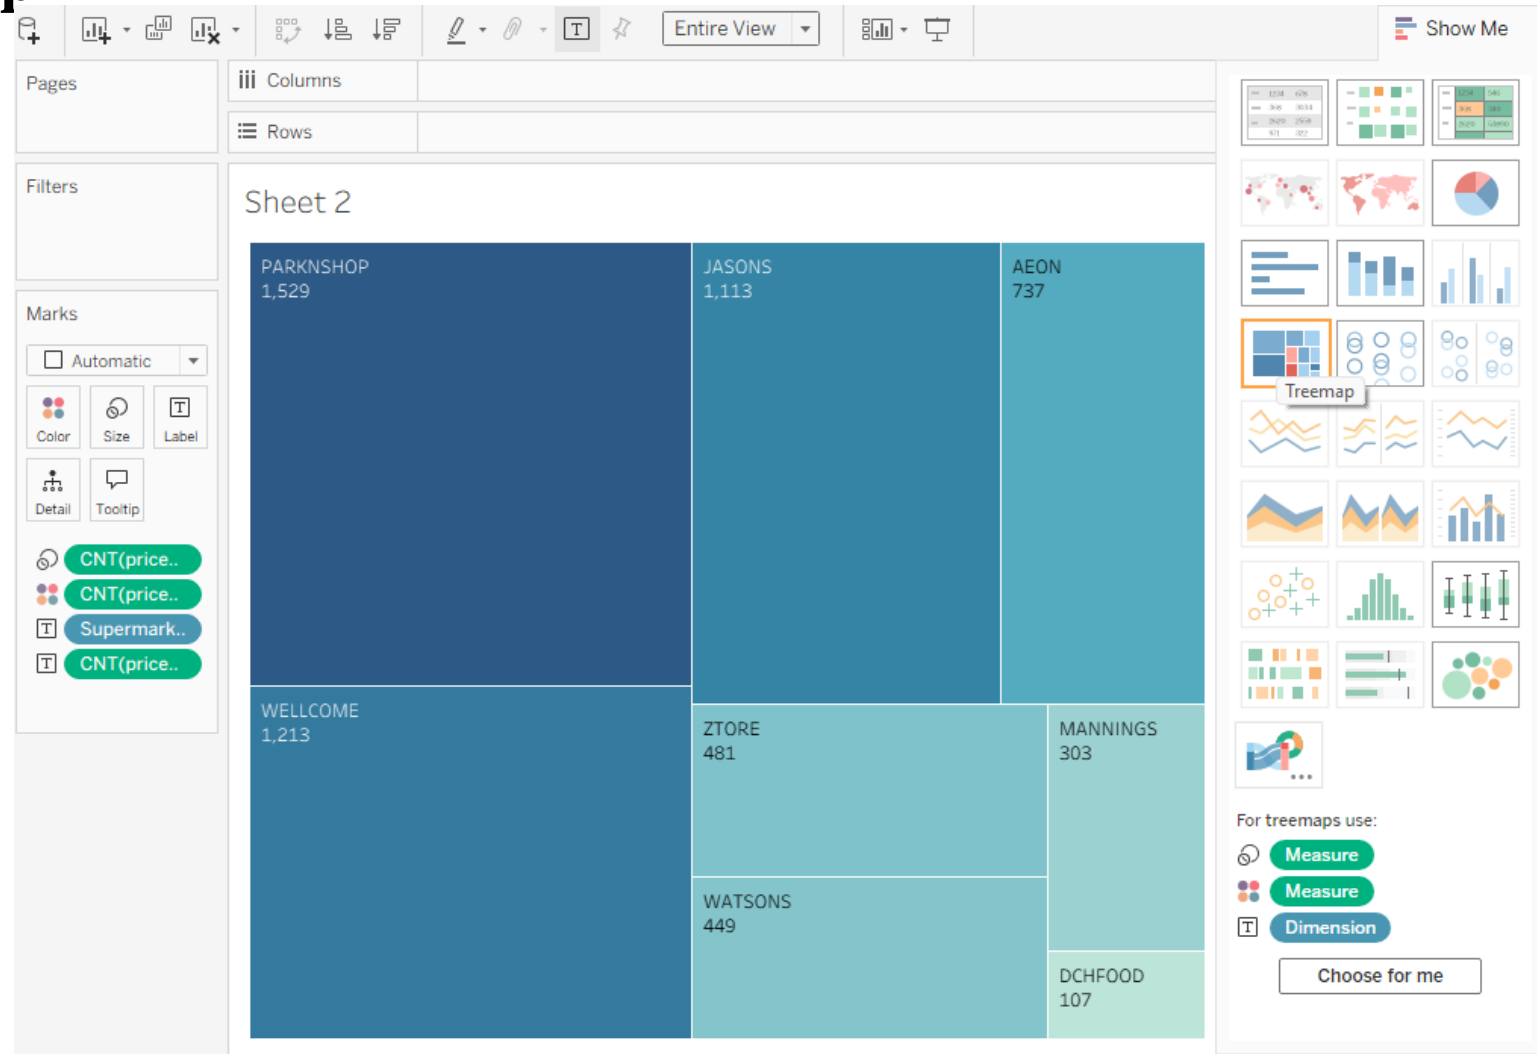 Entire View
Show Me
Pages
Columns
Rows
Filters
Sheet 2
Marks
Automatic
Color
Size
Label
Detail
Tooltip
CNT(price..
CNT(price..
Supermark..
CNT(price..
PARKNSHOP
1,529
JASONS
1,113
AEON
737
WELLCOME
1,213
ZTORE
481
MANNINGS
303
WATSONS
449
DCHFOOD
107
Treemap
For treemaps use:
Measure
Measure
Dimension
Choose for me